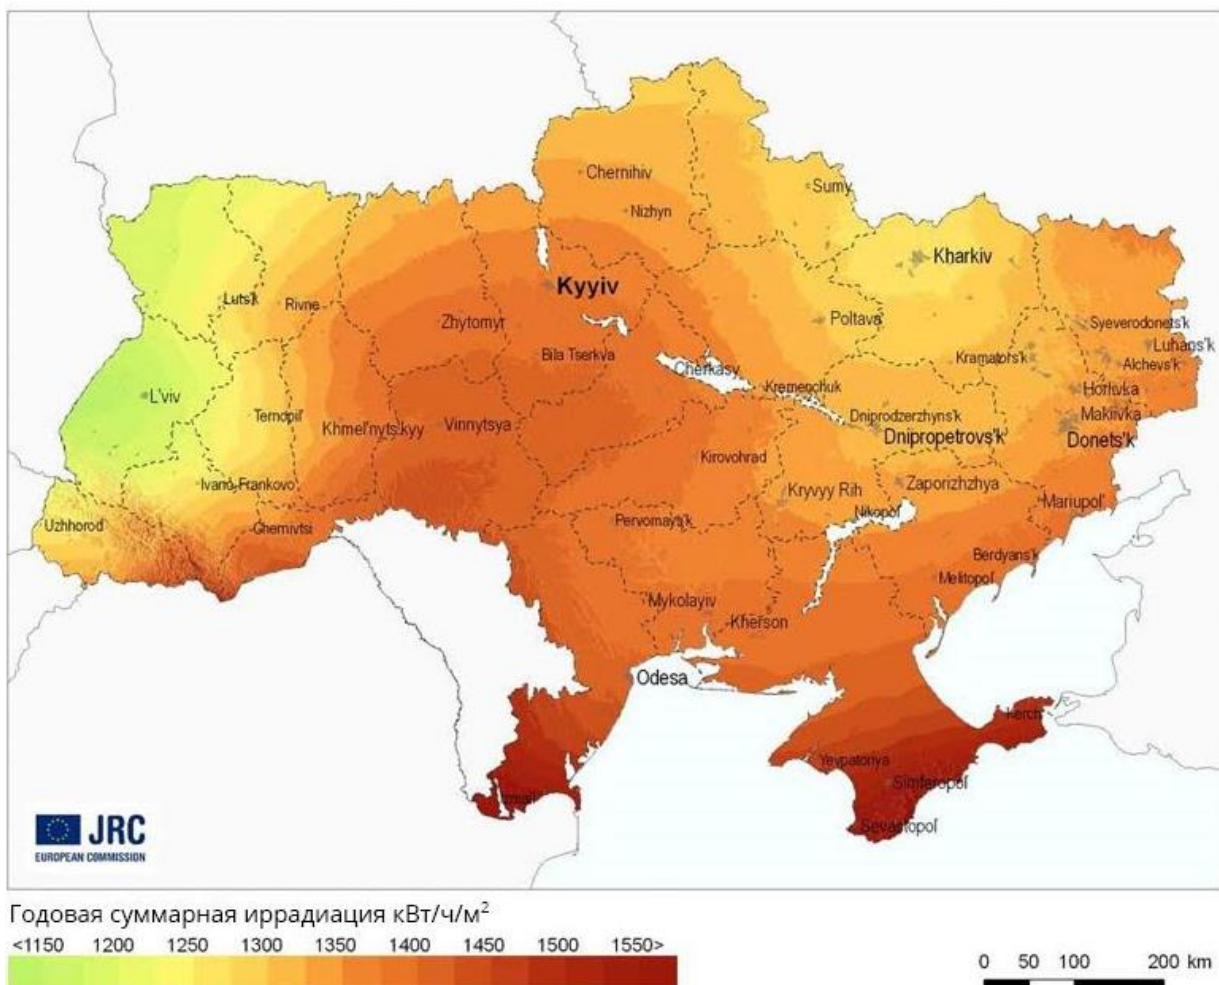 Chernihiv
Sumy
Nizhyn
Kharkiv
Kyyiv
Luts'k
Rivne
Zhytomyr
Poltava
Syeverodonets'k
Luhans'k
Bila Tserkva
Kramators'k
Alchevs'k
Cherkasy
Kremenchuk
Horlivka
L'viv
Ternopil'
Khmel'nyts'kyy
Vinnytsya
Dniprodzerzhyns'k
Makiivka
Dnipropetrovs'k
Donets'k
Kirovohrad
Ivano-Frankovo
Kryvyy Rih
Zaporizhzhya
Mariupol'
Uzhhorod
Chernivtsi
Pervomays'k
Nikopol'
Berdyans'k
Melitopol'
Mykolayiv
Kherson
Odesa
Kerch
Yevpatoriya
Simferopol'
Izmail
Sevastopol'
JRC
EUROPEAN COMMISSION
Годовая суммарная иррадиация кВт/ч/м²
<1150 1200 1250 1300 1350 1400 1450 1500 1550>
0 50 100 200 km